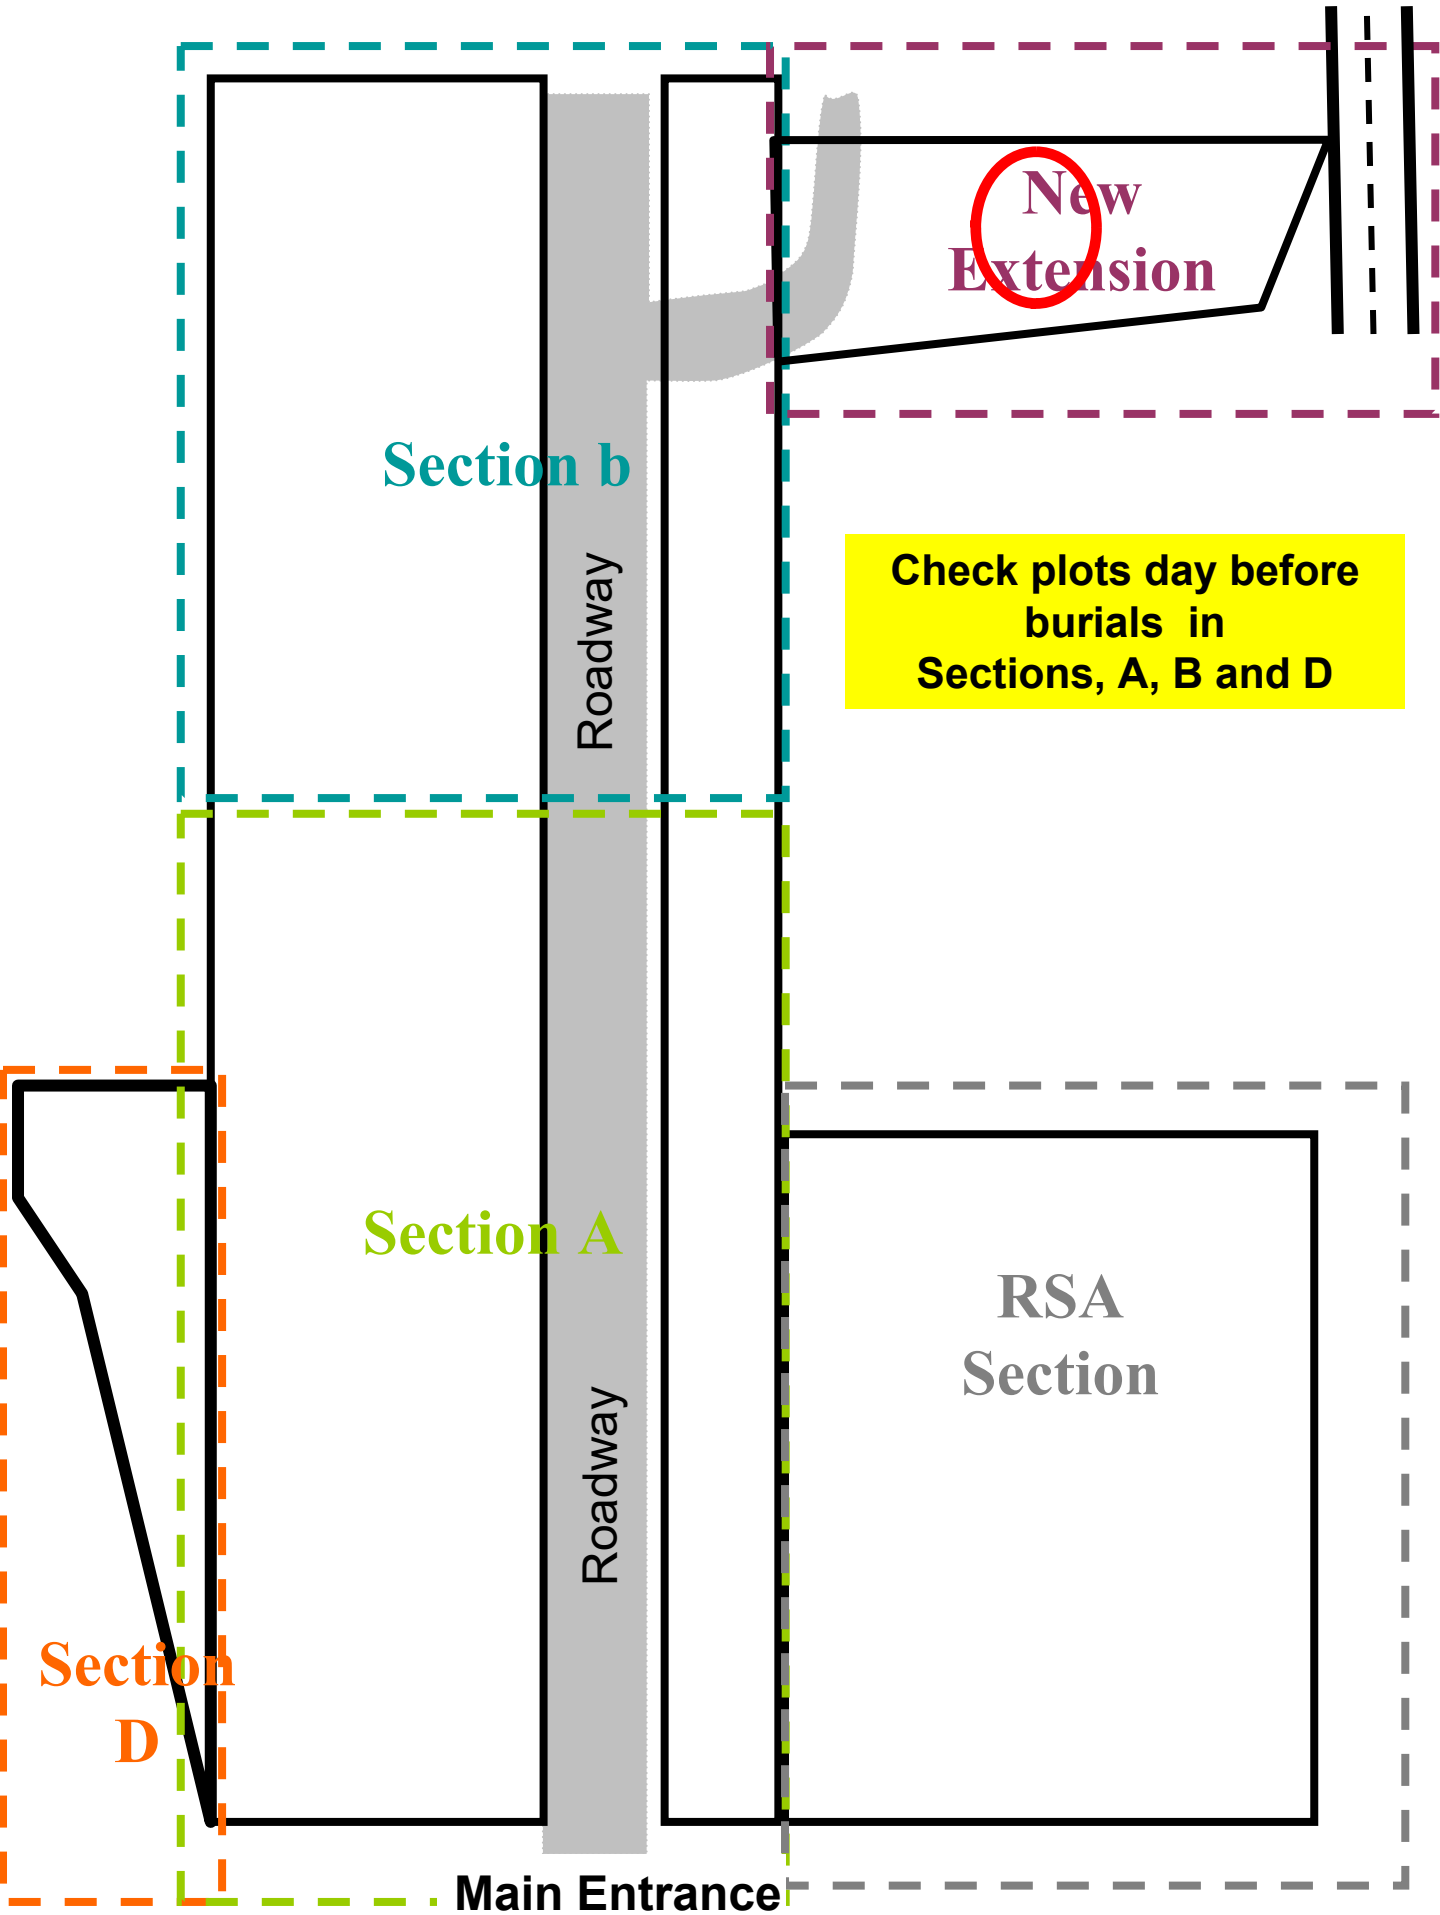 New
Extension
Section b
Roadway
Check plots day before
burials in
Sections, A, B and D
Section A
RSA
Section
Roadway
Section
D
Main Entrance